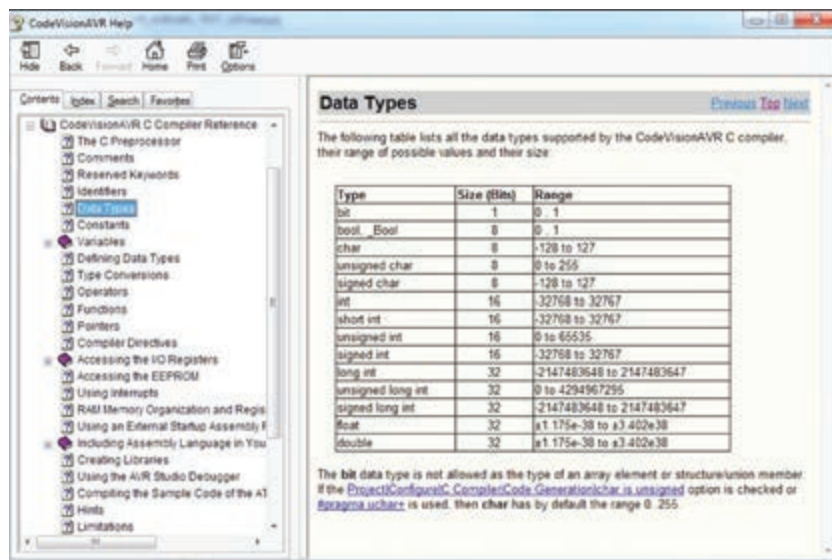 CodeVisionAVR Help
Hide Back Forward Home Print Options
Contents Index Search Favorites
CodeVisionAVR C Compiler Reference
The C Preprocessor
Comments
Reserved Keywords
Identifiers
Data Types
Constants
Variables
Defining Data Types
Type Conversions
Operators
Functions
Pointers
Compiler Directives
Accessing the I/O Registers
Accessing the EEPROM
Using Interrupts
RAM Memory Organization and Regis
Using an External Startup Assembly F
Including Assembly Language in You
Creating Libraries
Using the AVR Studio Debugger
Compiling the Sample Code of the AT
Hints
Limitations
Data Types
Previous Top Next
The following table lists all the data types supported by the CodeVisionAVR C compiler,
their range of possible values and their size:
Type Size (Bits) Range
bit 1 0 , 1
bool, _Bool 8 0 , 1
char 8 -128 to 127
unsigned char 8 0 to 255
signed char 8 -128 to 127
int 16 -32768 to 32767
short int 16 -32768 to 32767
unsigned int 16 0 to 65535
signed int 16 -32768 to 32767
long int 32 -2147483648 to 2147483647
unsigned long int 32 0 to 4294967295
signed long int 32 -2147483648 to 2147483647
float 32 ±1.175e-38 to ±3.402e38
double 32 ±1.175e-38 to ±3.402e38
The bit data type is not allowed as the type of an array element or structure/union member.
If the Project|Configure|C Compiler|Code Generation|char is unsigned option is checked or
#pragma uchar+ is used, then char has by default the range 0..255.